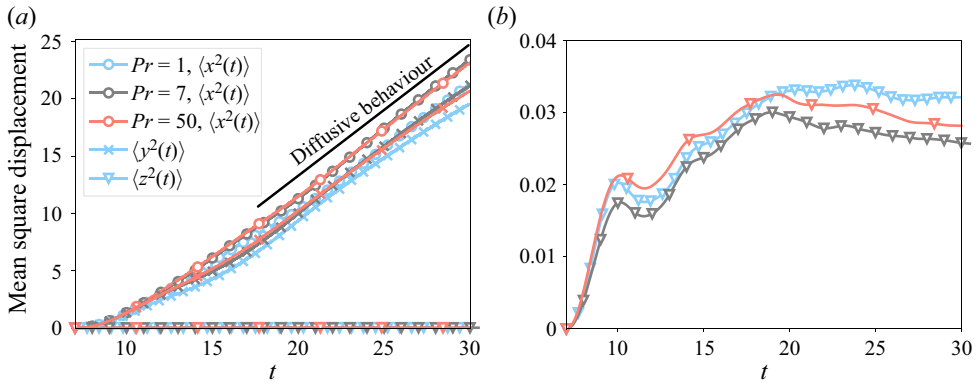 (a)
Mean square displacement
25
20
15
10
5
0
Pr = 1, ⟨x²(t)⟩
Pr = 7, ⟨x²(t)⟩
Pr = 50, ⟨x²(t)⟩
⟨y²(t)⟩
⟨z²(t)⟩
Diffusive behaviour
10 15 20 25 30
t
(b)
0.04
0.03
0.02
0.01
0
10 15 20 25 30
t